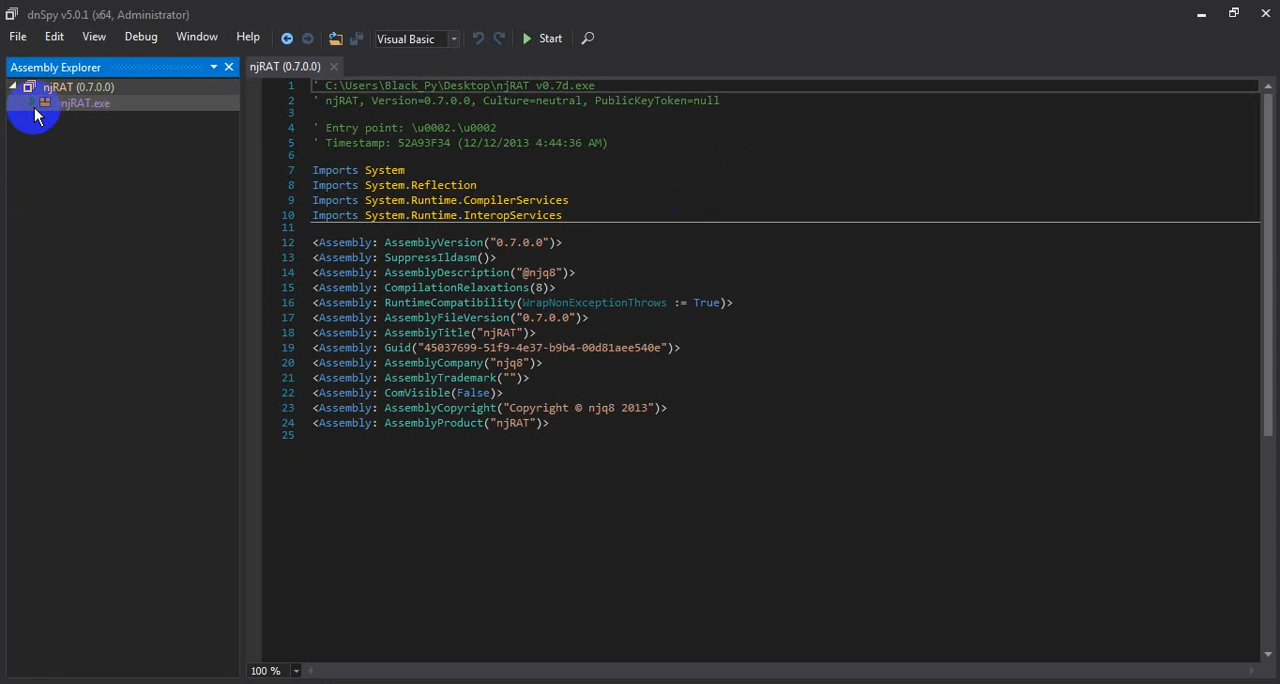 dnSpy v5.0.1 (x64, Administrator)
File Edit View Debug Window Help Visual Basic Start
Assembly Explorer
njRAT (0.7.0.0)
njRAT.exe
njRAT (0.7.0.0)
1 ' C:\Users\Black_Py\Desktop\njRAT v0.7d.exe
2 ' njRAT, Version=0.7.0.0, Culture=neutral, PublicKeyToken=null
3
4 ' Entry point: \u0002.\u0002
5 ' Timestamp: 52A93F34 (12/12/2013 4:44:36 AM)
6
7 Imports System
8 Imports System.Reflection
9 Imports System.Runtime.CompilerServices
10 Imports System.Runtime.InteropServices
11
12 <Assembly: AssemblyVersion("0.7.0.0")>
13 <Assembly: SuppressIldasm()>
14 <Assembly: AssemblyDescription("@njq8")>
15 <Assembly: CompilationRelaxations(8)>
16 <Assembly: RuntimeCompatibility(WrapNonExceptionThrows := True)>
17 <Assembly: AssemblyFileVersion("0.7.0.0")>
18 <Assembly: AssemblyTitle("njRAT")>
19 <Assembly: Guid("45037699-51f9-4e37-b9b4-00d81aee540e")>
20 <Assembly: AssemblyCompany("njq8")>
21 <Assembly: AssemblyTrademark("")>
22 <Assembly: ComVisible(False)>
23 <Assembly: AssemblyCopyright("Copyright © njq8 2013")>
24 <Assembly: AssemblyProduct("njRAT")>
25
100 %